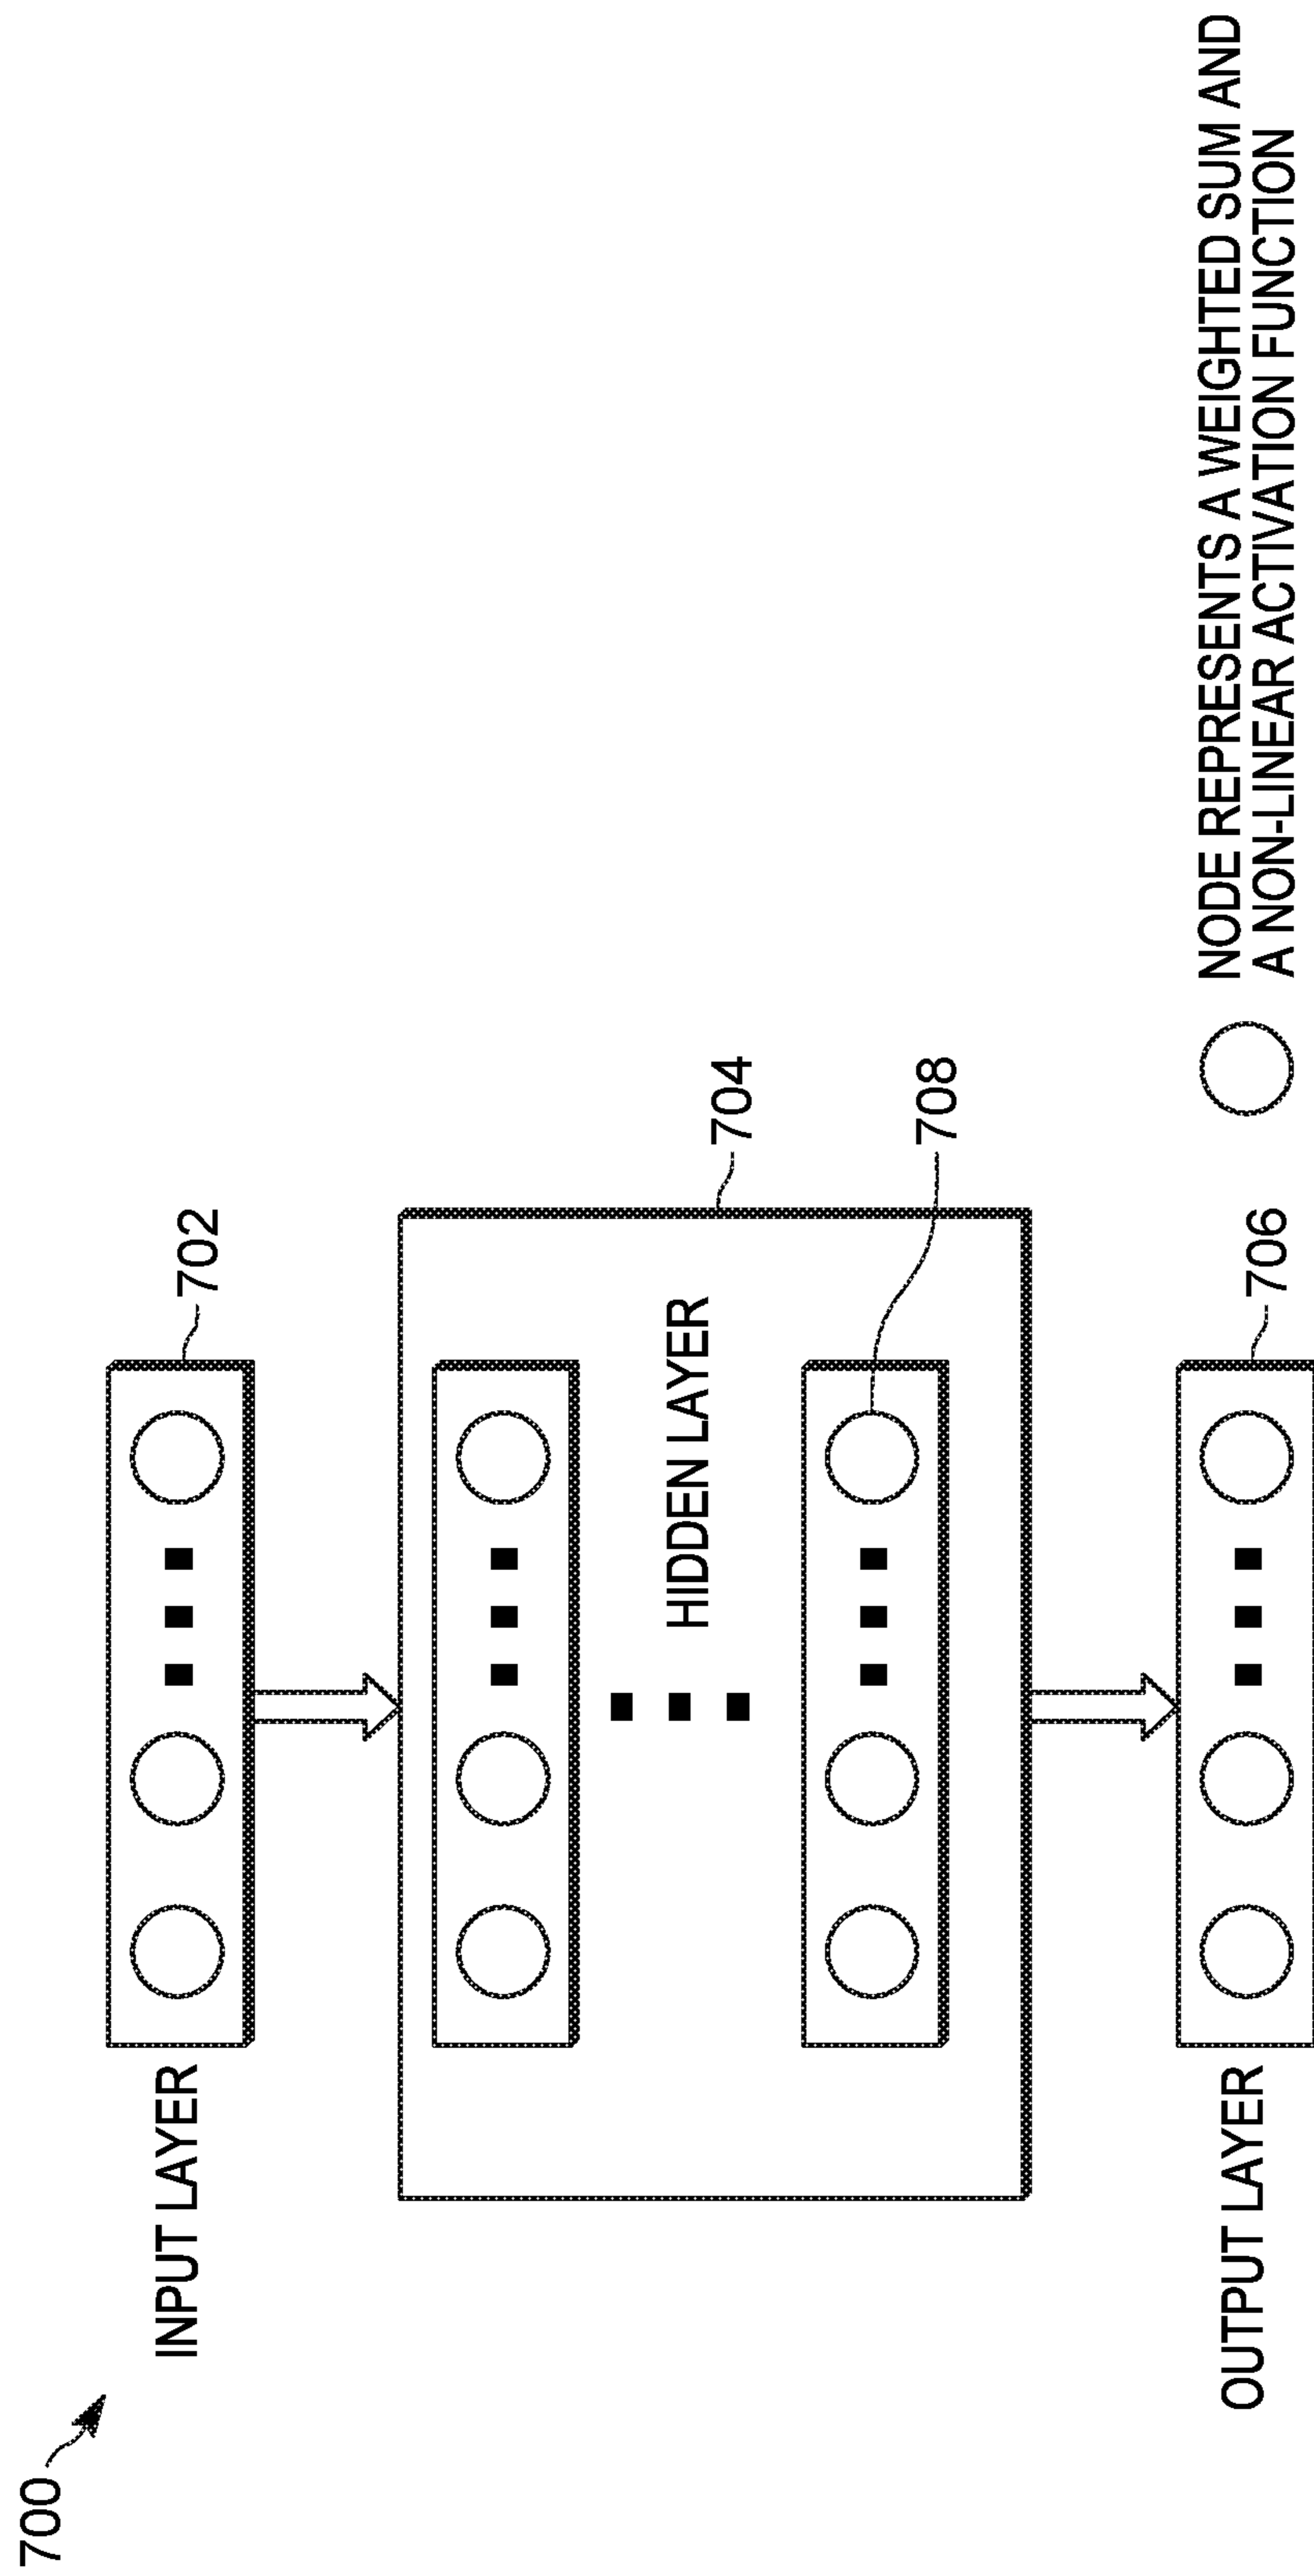 700
INPUT LAYER
702
704
HIDDEN LAYER
708
OUTPUT LAYER
706
NODE REPRESENTS A WEIGHTED SUM AND
A NON-LINEAR ACTIVATION FUNCTION